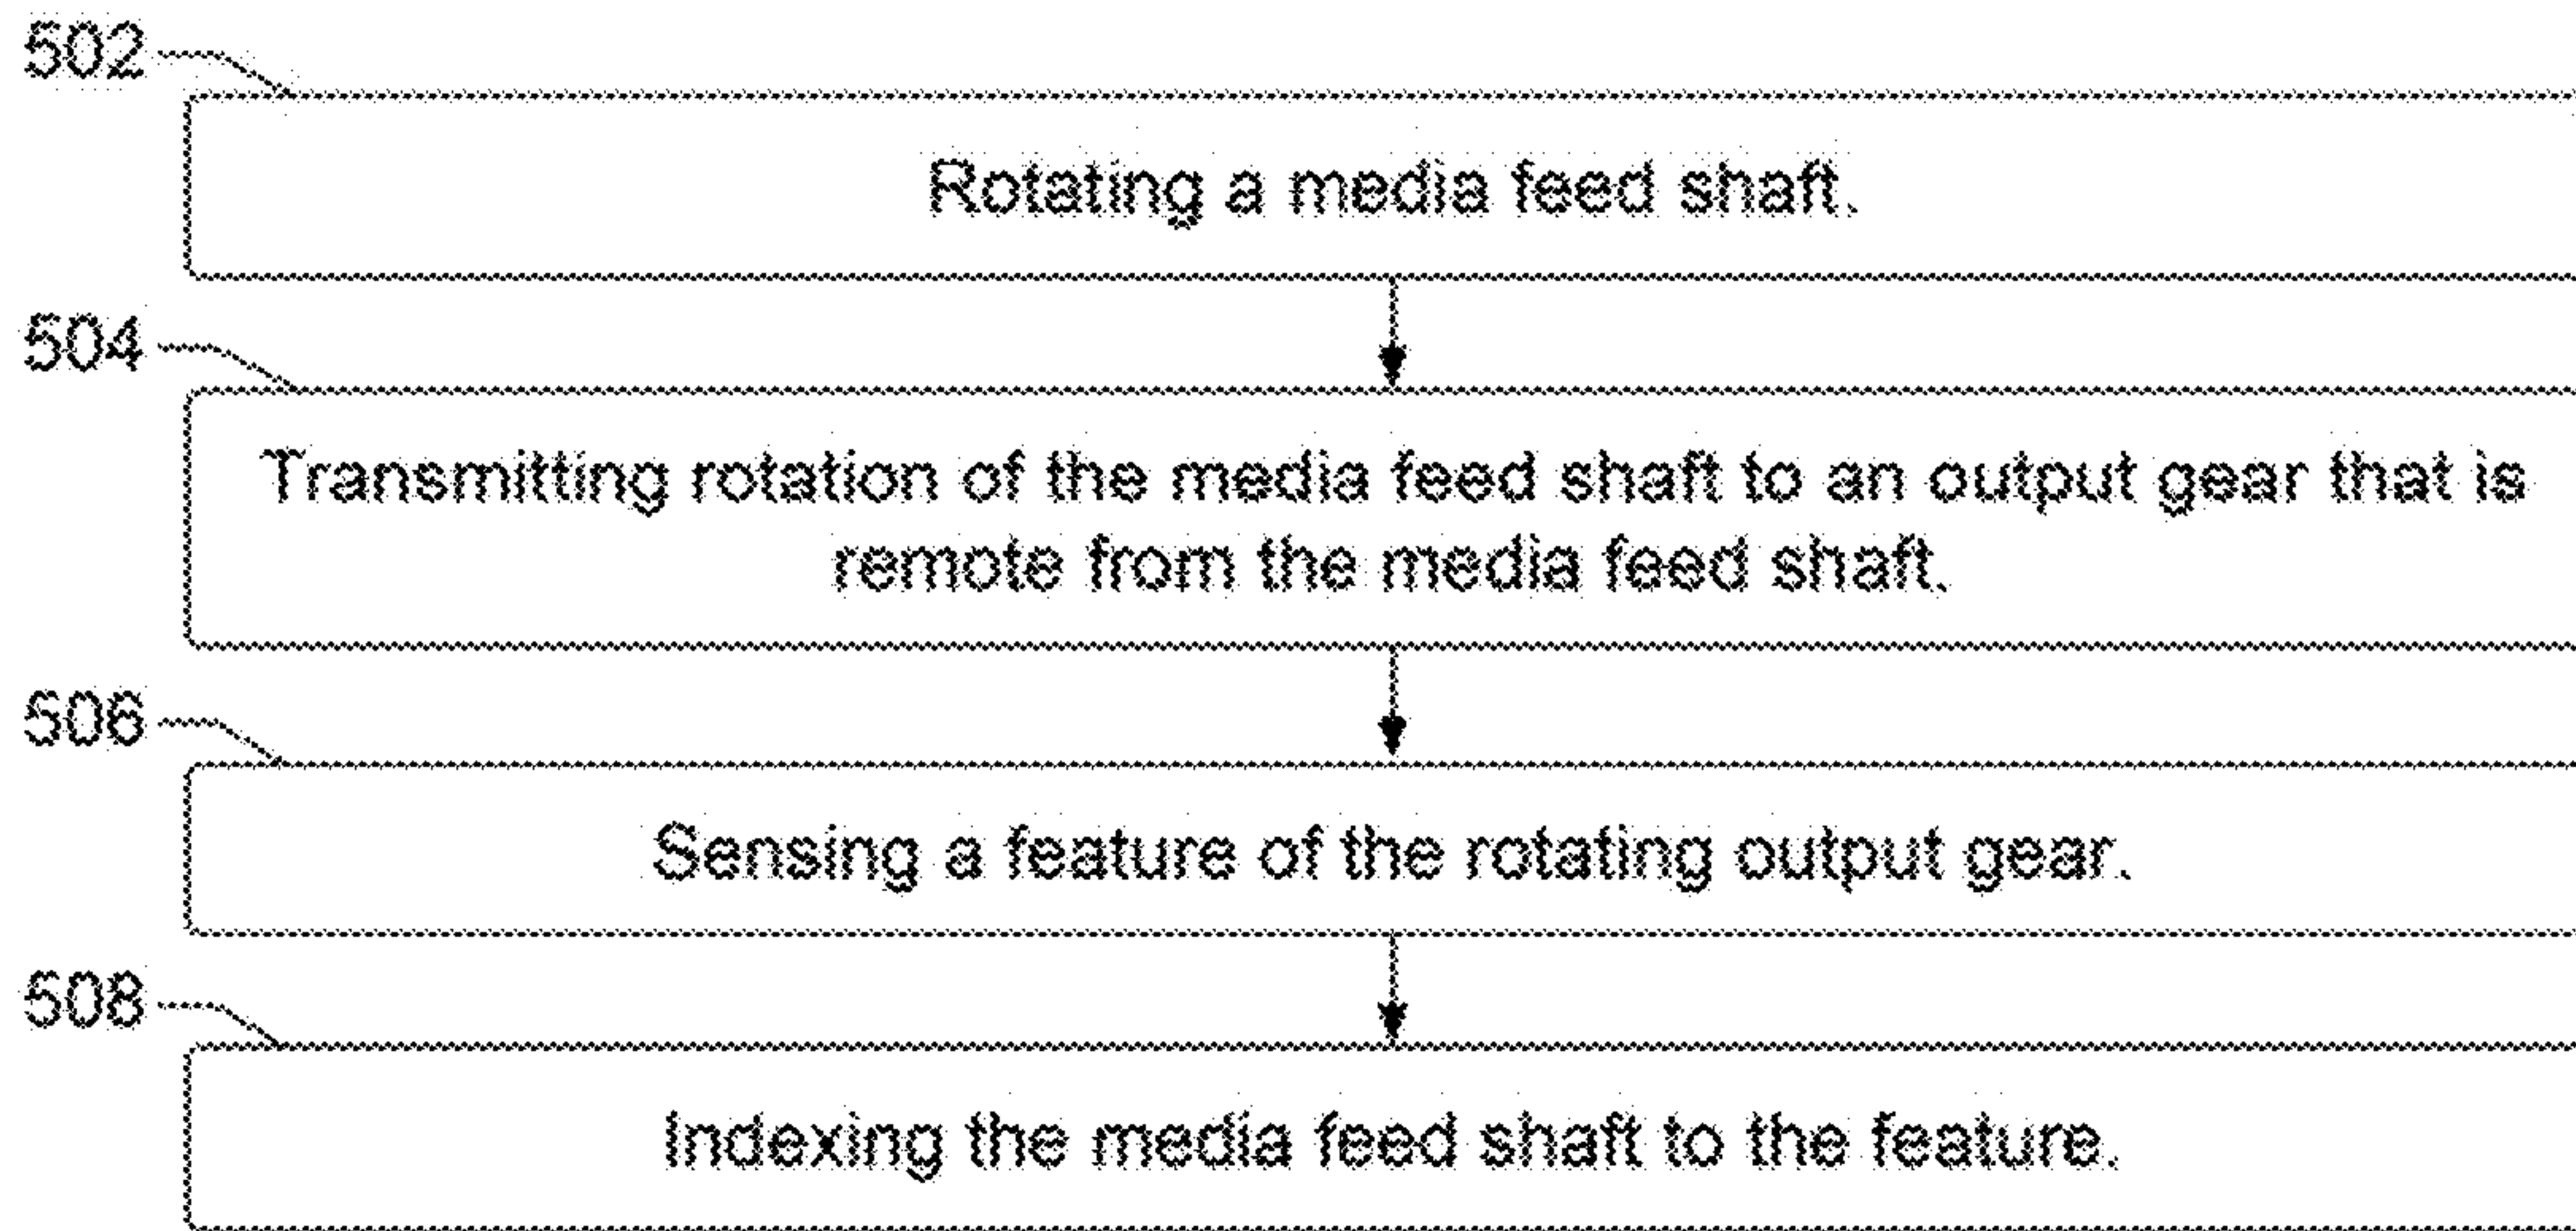 502
Rotating a media feed shaft.
504
Transmitting rotation of the media feed shaft to an output gear that is
remote from the media feed shaft.
506
Sensing a feature of the rotating output gear.
508
Indexing the media feed shaft to the feature.